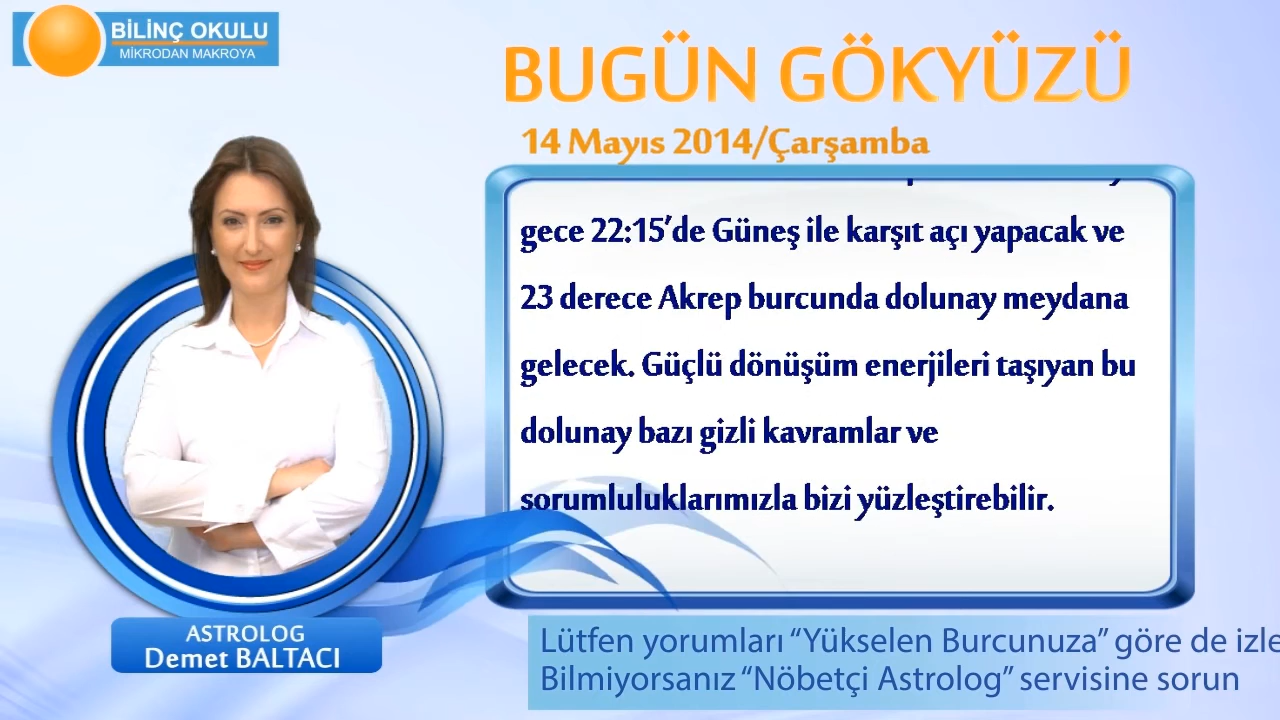 BİLİNÇ OKULU
MİKRODAN MAKROYA
BUGÜN GÖKYÜZÜ
14 Mayıs 2014/Çarşamba
gece 22:15'de Güneş ile karşıt açı yapacak ve
23 derece Akrep burcunda dolunay meydana
gelecek. Güçlü dönüşüm enerjileri taşıyan bu
dolunay bazı gizli kavramlar ve
sorumluluklarımızla bizi yüzleştirebilir.
ASTROLOG
Demet BALTACI
Lütfen yorumları “Yükselen Burcunuza” göre de izle
Bilmiyorsanız “Nöbetçi Astrolog” servisine sorun